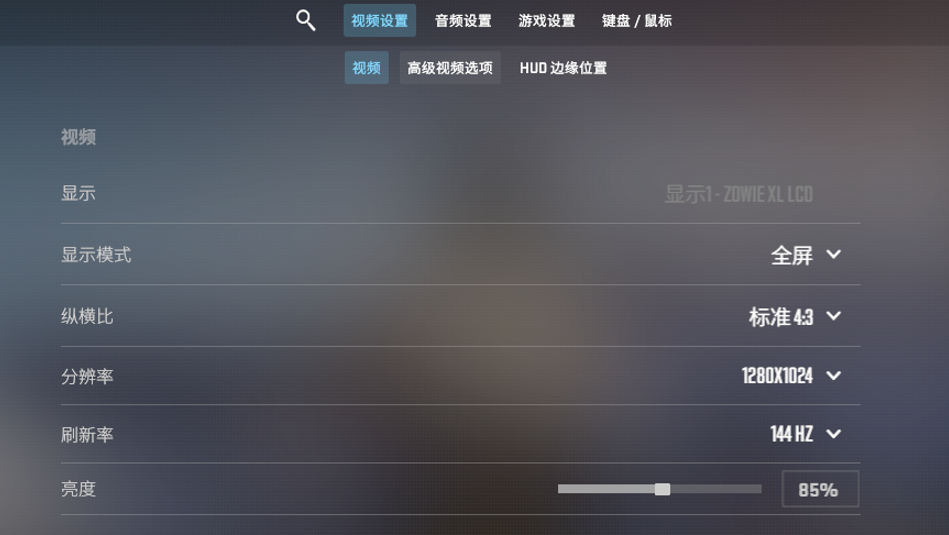 视频设置 音频设置 游戏设置 键盘 / 鼠标
视频 高级视频选项 HUD 边缘位置
视频
显示 显示1 - ZOWIE XL LCD
显示模式 全屏
纵横比 标准 4:3
分辨率 1280X1024
刷新率 144 HZ
亮度 85%